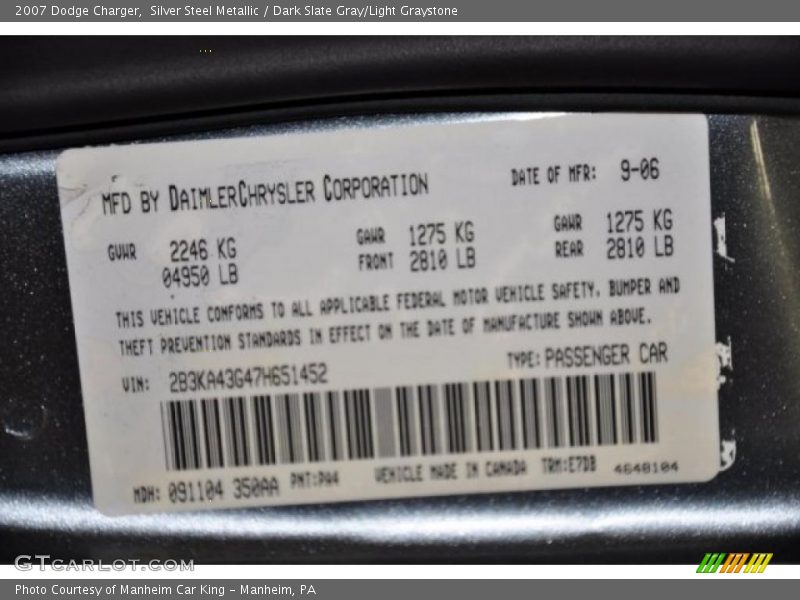 2007 Dodge Charger,  Silver Steel Metallic / Dark Slate Gray/Light Graystone
MFD BY DAIMLERCHRYSLER CORPORATION DATE OF MFR: 9-06
GVWR 2246 KG GAWR 1275 KG GAWR 1275 KG
04950 LB FRONT 2810 LB REAR 2810 LB
THIS VEHICLE CONFORMS TO ALL APPLICABLE FEDERAL MOTOR VEHICLE SAFETY, BUMPER AND
THEFT PREVENTION STANDARDS IN EFFECT ON THE DATE OF MANUFACTURE SHOWN ABOVE.
VIN: 2B3KA43G47H651452 TYPE: PASSENGER CAR
MDH: 091104 350AA PNT:PA4 VEHICLE MADE IN CANADA TRM:E7DB 4648104
GTCarLot.com
Photo Courtesy of Manheim Car King - Manheim, PA